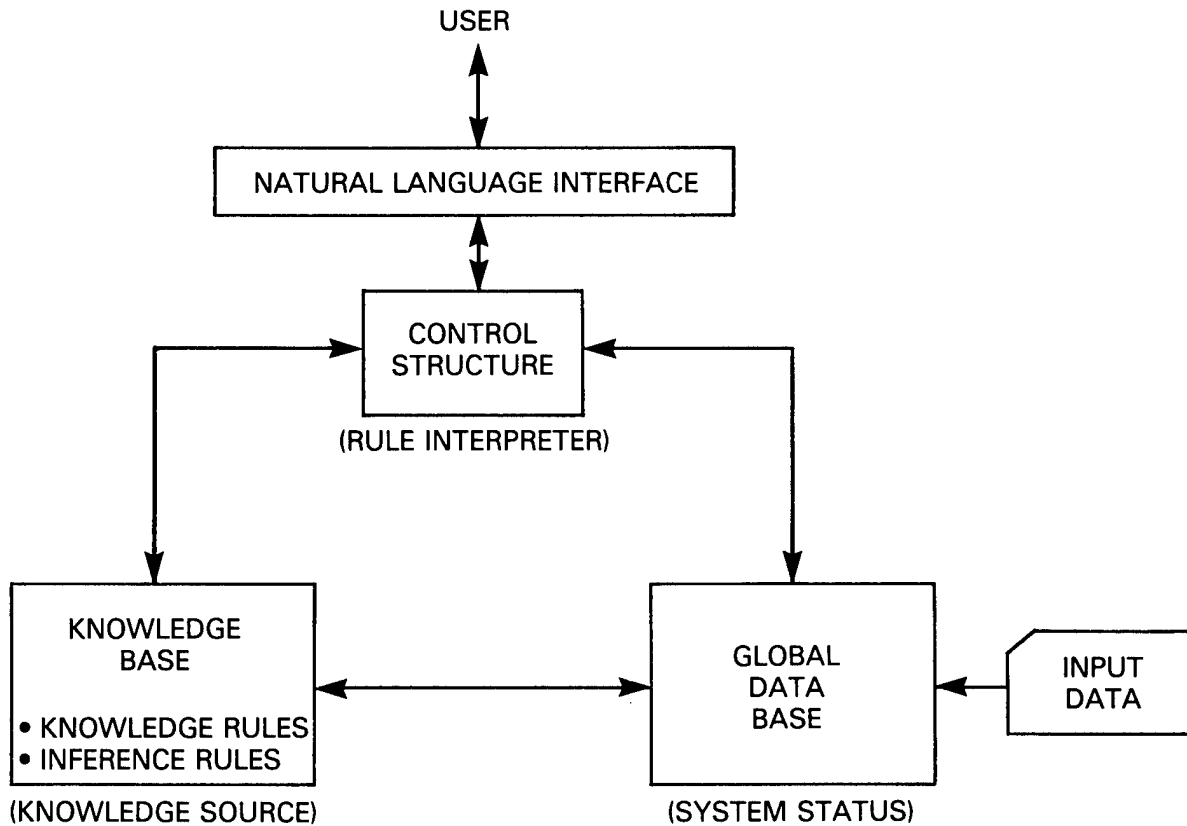 USER
NATURAL LANGUAGE INTERFACE
CONTROL
STRUCTURE
(RULE INTERPRETER)
KNOWLEDGE
BASE
• KNOWLEDGE RULES
• INFERENCE RULES
(KNOWLEDGE SOURCE)
GLOBAL
DATA
BASE
(SYSTEM STATUS)
INPUT
DATA